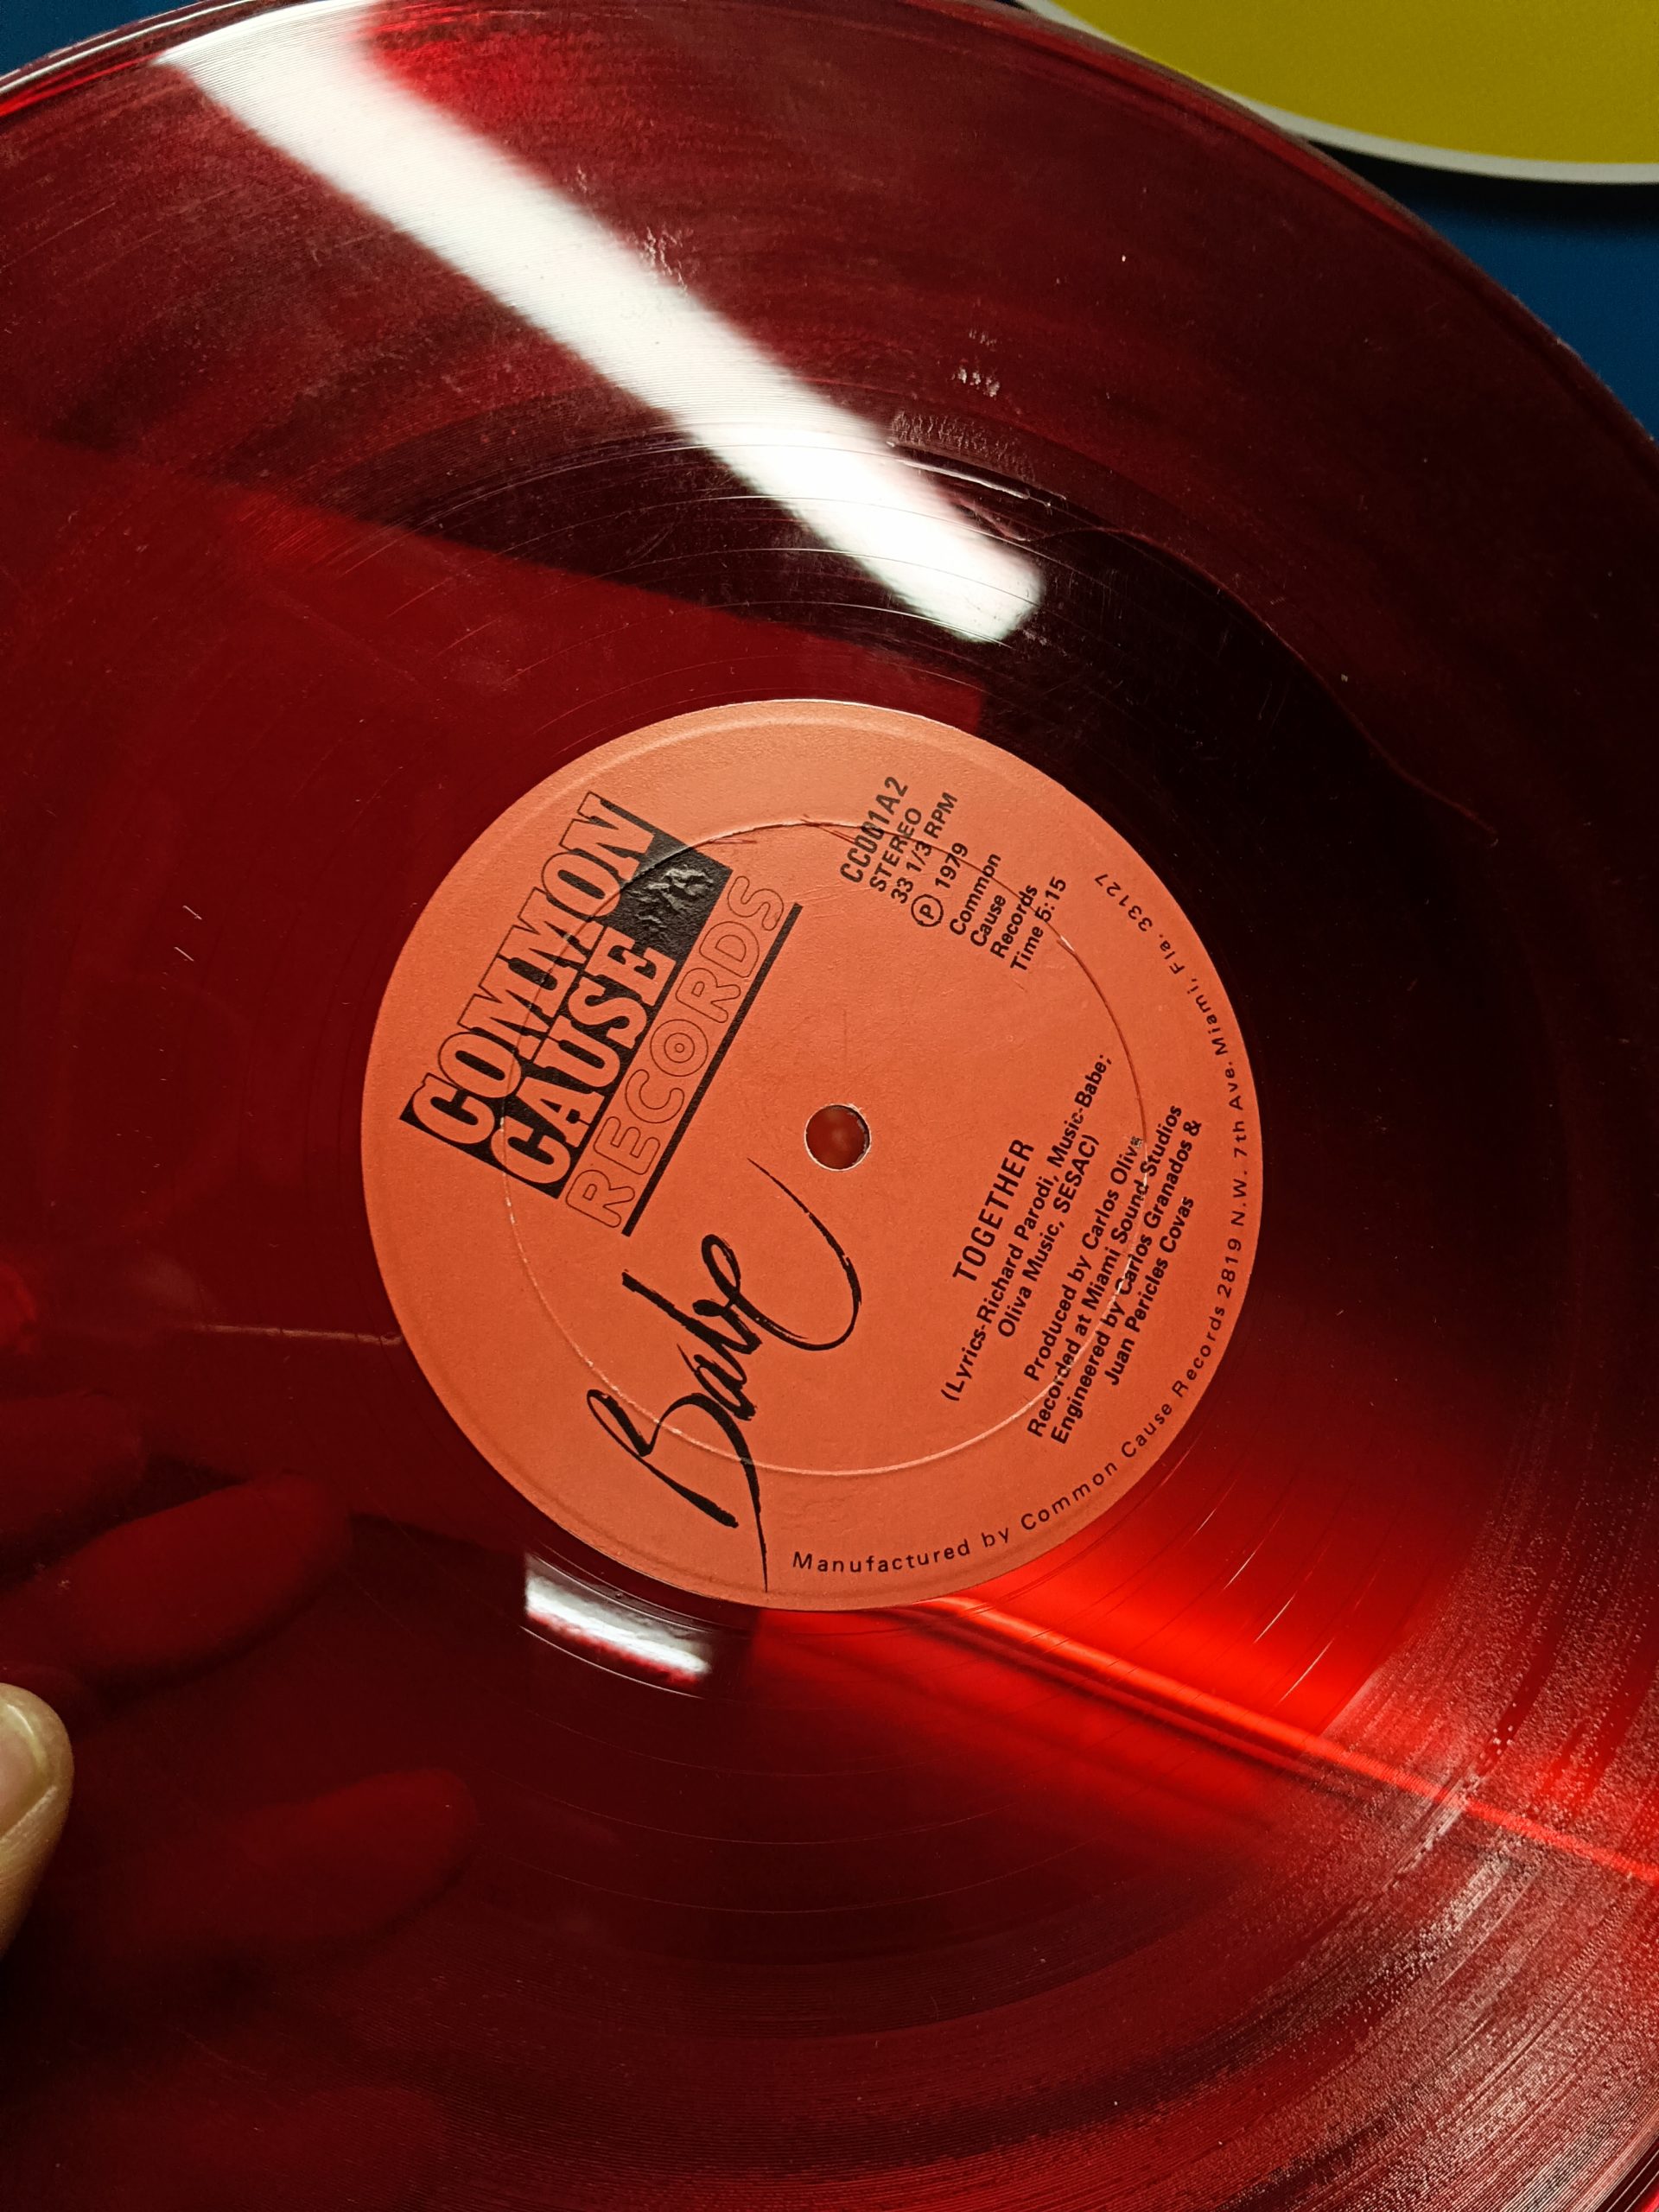 COMMON
CAUSE
RECORDS
CC001A2
STEREO
33 1/3 RPM
Ⓟ 1979
Common
Cause
Records
Time 5:15
Babe
TOGETHER
(Lyrics-Richard Parodi, Music-Babe;
Oliva Music, SESAC)
Produced by Carlos Oliva
Recorded at Miami Sound Studios
Engineered by Carlos Granados &
Juan Pericles Covas
Manufactured by Common Cause Records 2819 N.W. 7th Ave. Miami, Fla. 33127